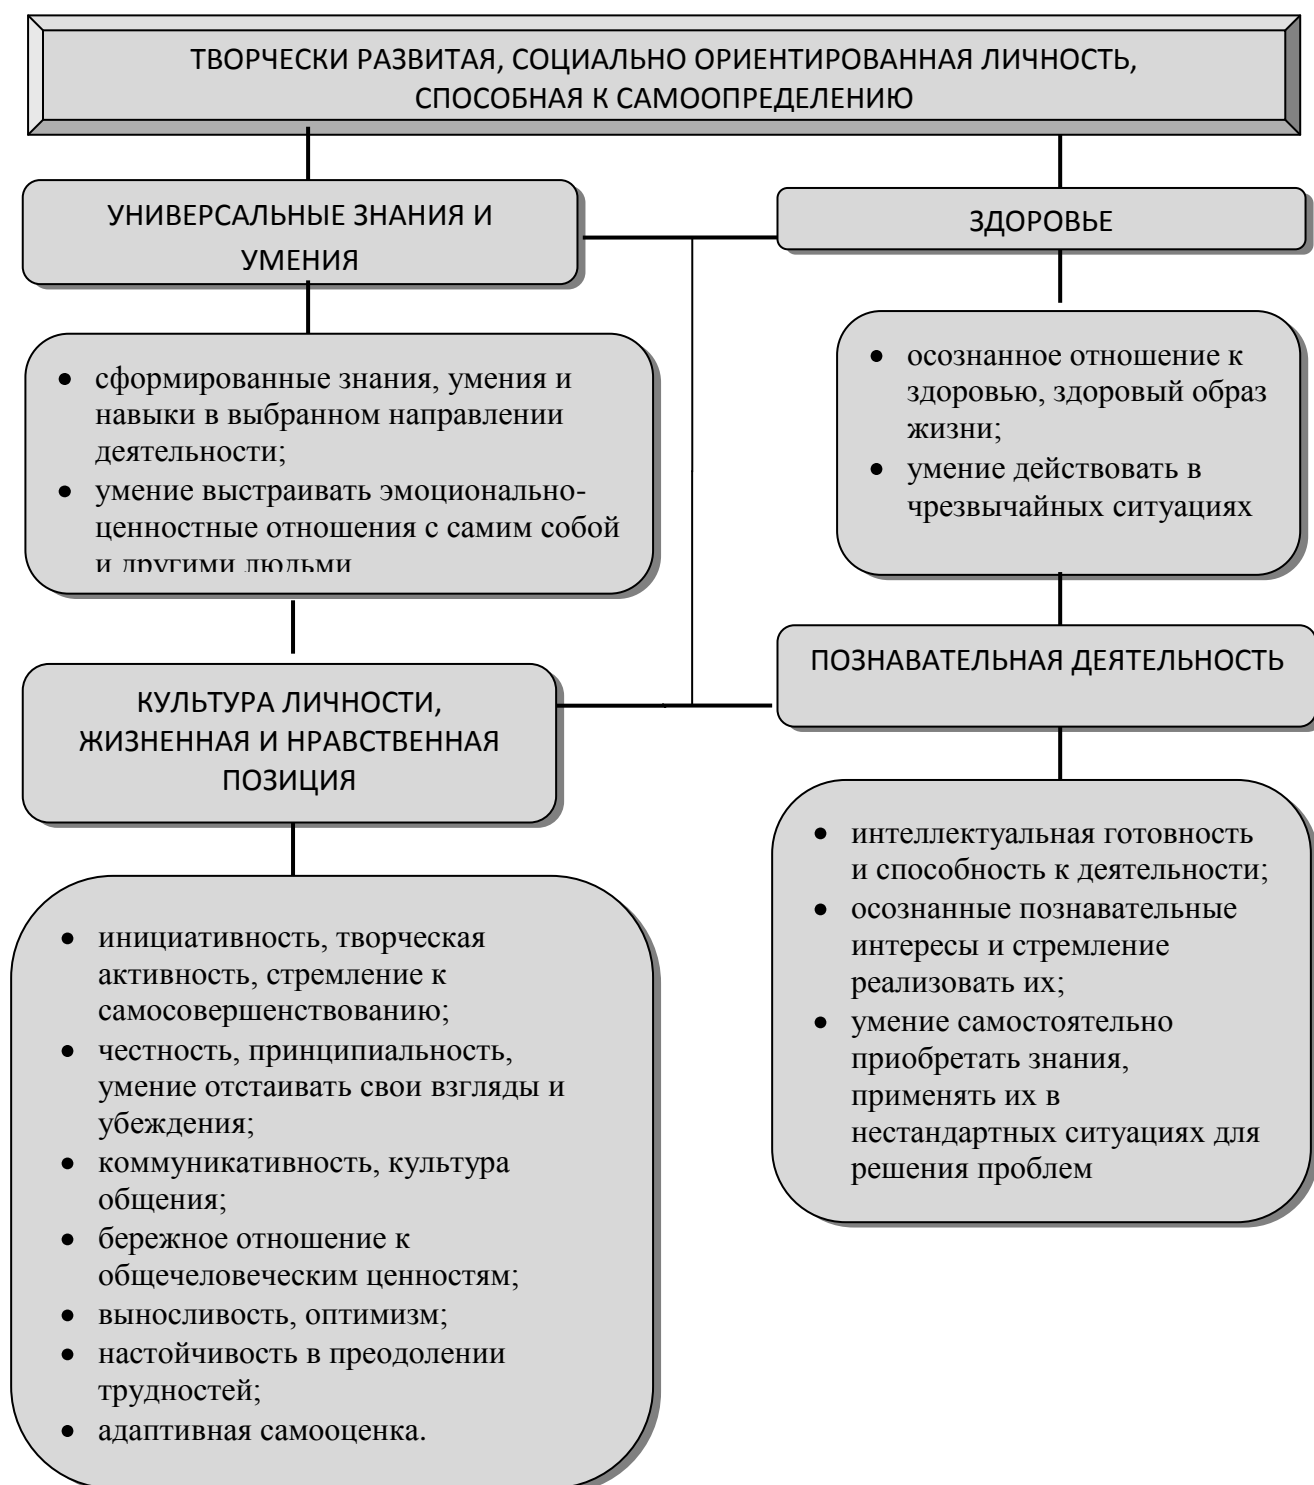 ТВОРЧЕСКИ РАЗВИТАЯ, СОЦИАЛЬНО ОРИЕНТИРОВАННАЯ ЛИЧНОСТЬ,
СПОСОБНАЯ К САМООПРЕДЕЛЕНИЮ
УНИВЕРСАЛЬНЫЕ ЗНАНИЯ И
УМЕНИЯ
ЗДОРОВЬЕ
• сформированные знания, умения и
навыки в выбранном направлении
деятельности;
• умение выстраивать эмоционально-
ценностные отношения с самим собой
и другими людьми
• осознанное отношение к
здоровью, здоровый образ
жизни;
• умение действовать в
чрезвычайных ситуациях
КУЛЬТУРА ЛИЧНОСТИ,
ЖИЗНЕННАЯ И НРАВСТВЕННАЯ
ПОЗИЦИЯ
ПОЗНАВАТЕЛЬНАЯ ДЕЯТЕЛЬНОСТЬ
• инициативность, творческая
активность, стремление к
самосовершенствованию;
• честность, принципиальность,
умение отстаивать свои взгляды и
убеждения;
• коммуникативность, культура
общения;
• бережное отношение к
общечеловеческим ценностям;
• выносливость, оптимизм;
• настойчивость в преодолении
трудностей;
• адаптивная самооценка.
• интеллектуальная готовность
и способность к деятельности;
• осознанные познавательные
интересы и стремление
реализовать их;
• умение самостоятельно
приобретать знания,
применять их в
нестандартных ситуациях для
решения проблем